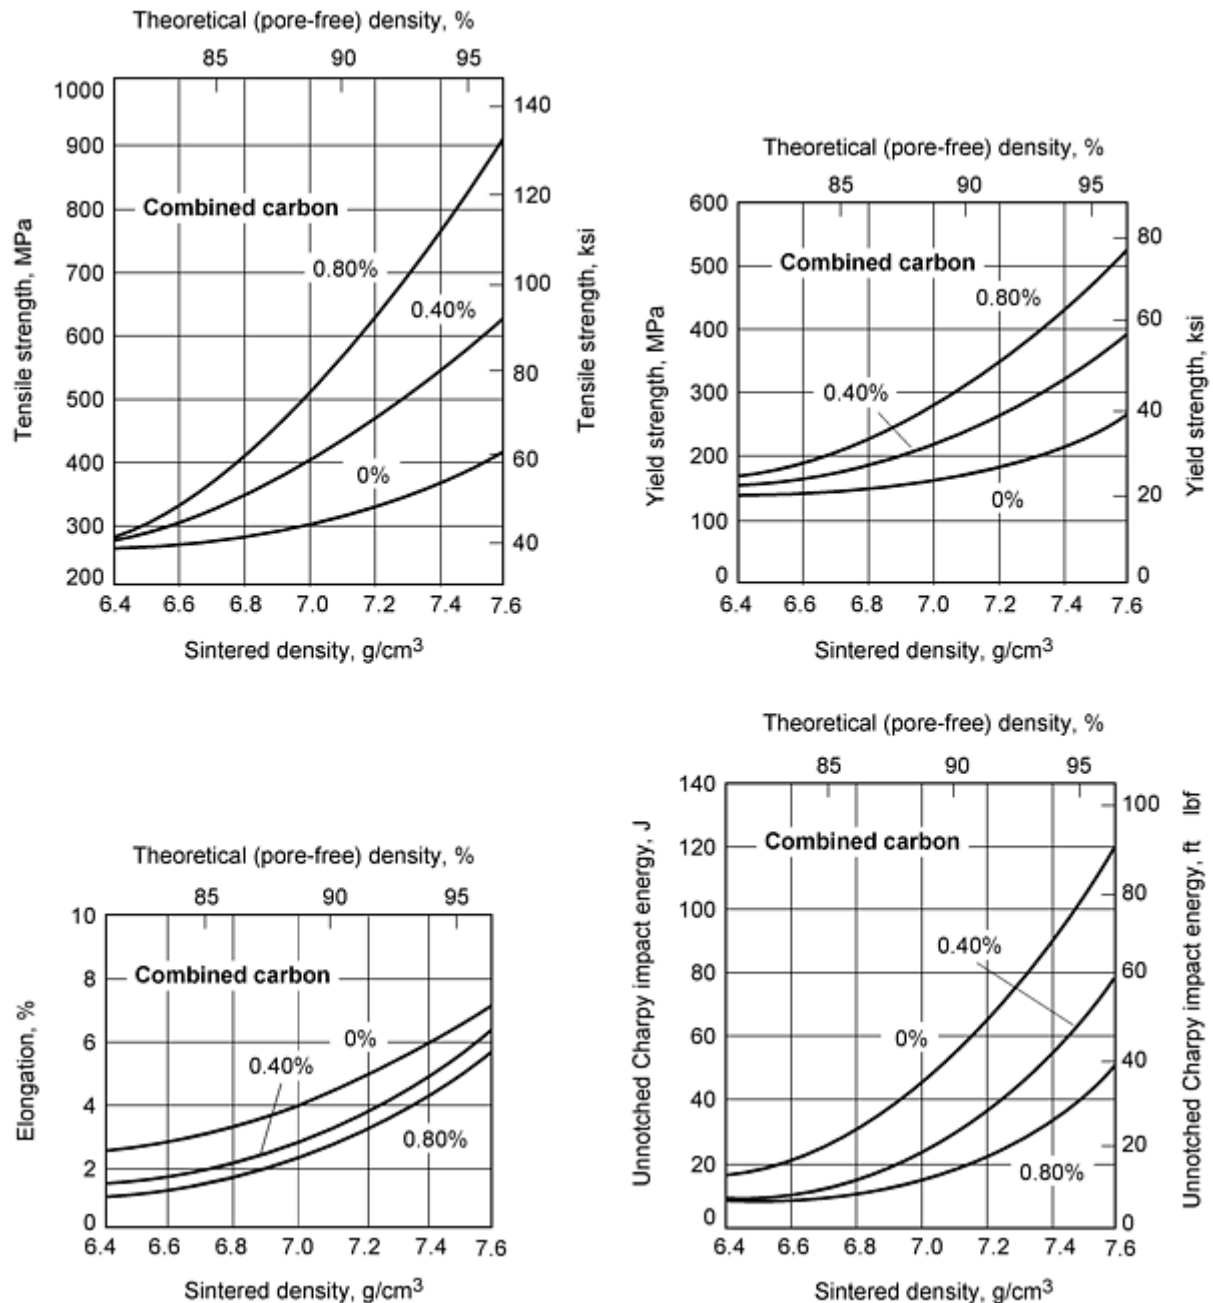 Theoretical (pore-free) density, %
85 90 95
1000
900
800
700
600
500
400
300
200
Tensile strength, MPa
Combined carbon
0.80%
0.40%
0%
140
120
100
80
60
40
Tensile strength, ksi
6.4 6.6 6.8 7.0 7.2 7.4 7.6
Sintered density, g/cm³
Theoretical (pore-free) density, %
85 90 95
600
500
400
300
200
100
0
Yield strength, MPa
Combined carbon
0.80%
0.40%
0%
80
60
40
20
0
Yield strength, ksi
6.4 6.6 6.8 7.0 7.2 7.4 7.6
Sintered density, g/cm³
Theoretical (pore-free) density, %
85 90 95
10
8
6
4
2
0
Elongation, %
Combined carbon
0%
0.40%
0.80%
6.4 6.6 6.8 7.0 7.2 7.4 7.6
Sintered density, g/cm³
Theoretical (pore-free) density, %
85 90 95
140
120
100
80
60
40
20
0
Unnotched Charpy impact energy, J
Combined carbon
0.40%
0%
0.80%
100
80
60
40
20
0
Unnotched Charpy impact energy, ft lbf
6.4 6.6 6.8 7.0 7.2 7.4 7.6
Sintered density, g/cm³